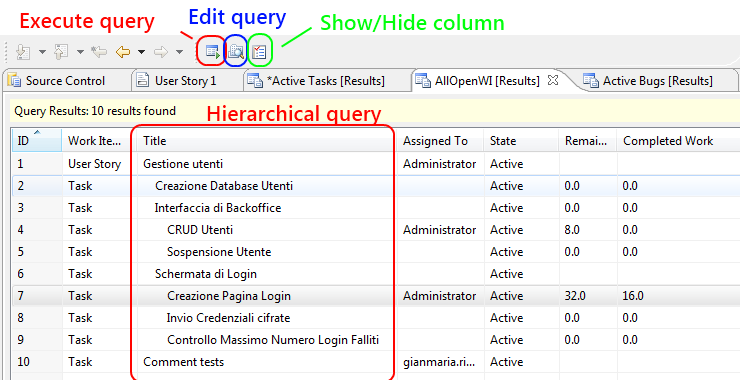 Execute query Edit query Show/Hide column
Source Control User Story 1 *Active Tasks [Results] AllOpenWI [Results] Active Bugs [Results]
Query Results: 10 results found Hierarchical query
ID Work Ite... Title Assigned To State Remai... Completed Work
1 User Story Gestione utenti Administrator Active
2 Task Creazione Database Utenti Active 0.0 0.0
3 Task Interfaccia di Backoffice Active 0.0 0.0
4 Task CRUD Utenti Administrator Active 8.0 0.0
5 Task Sospensione Utente Active 0.0 0.0
6 Task Schermata di Login Active
7 Task Creazione Pagina Login Administrator Active 32.0 16.0
8 Task Invio Credenziali cifrate Active 0.0 0.0
9 Task Controllo Massimo Numero Login Falliti Active 0.0 0.0
10 Task Comment tests gianmaria.ri... Active